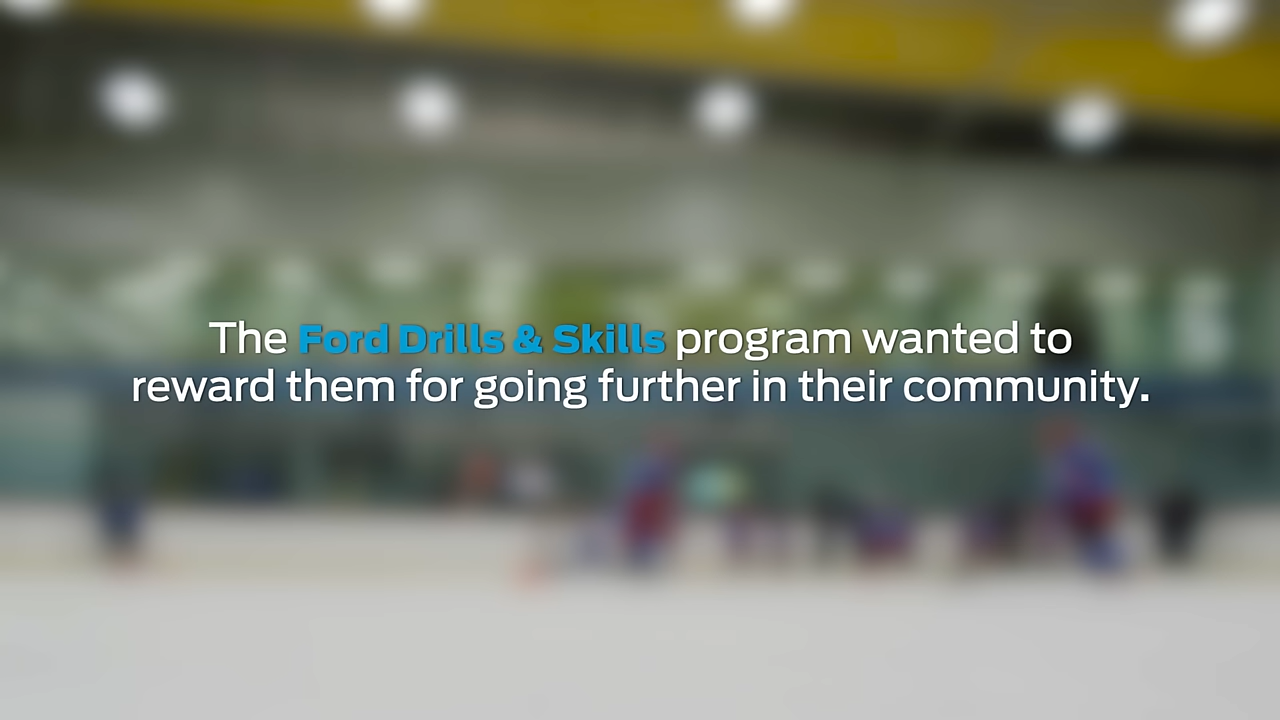 The Ford Drills & Skills program wanted to
reward them for going further in their community.